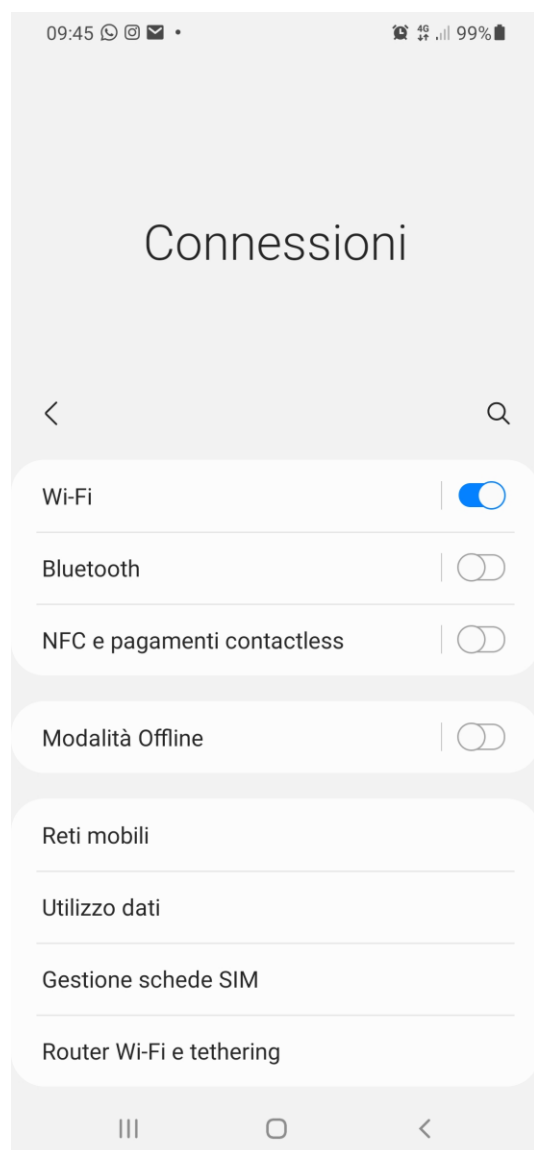 09:45
4G
99%
Connessioni
Wi-Fi
Bluetooth
NFC e pagamenti contactless
Modalità Offline
Reti mobili
Utilizzo dati
Gestione schede SIM
Router Wi-Fi e tethering